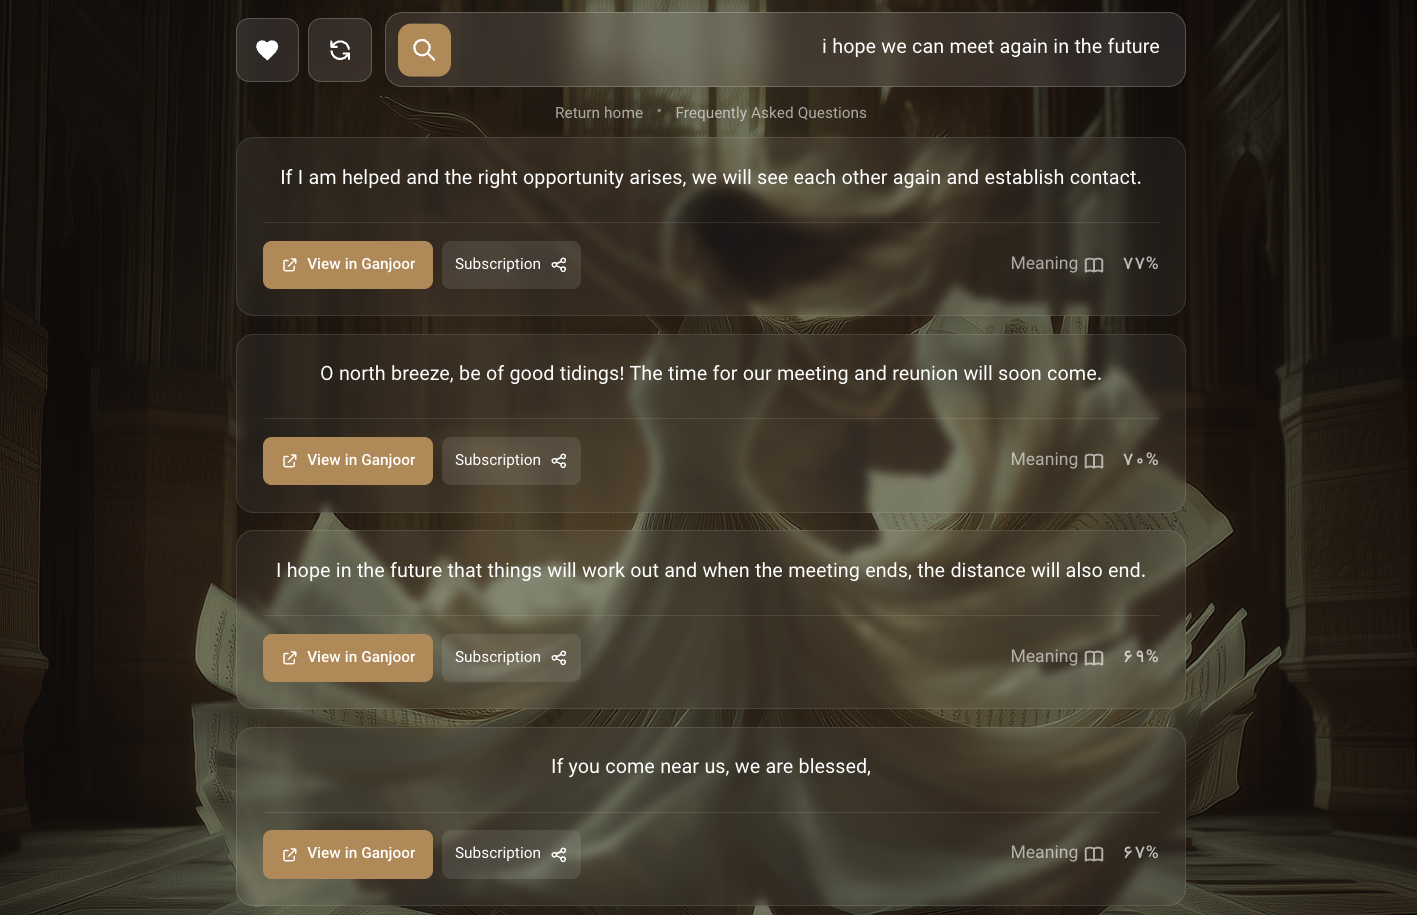 i hope we can meet again in the future
Return home • Frequently Asked Questions
If I am helped and the right opportunity arises, we will see each other again and establish contact.
View in Ganjoor Subscription Meaning ۷۷%
O north breeze, be of good tidings! The time for our meeting and reunion will soon come.
View in Ganjoor Subscription Meaning ۷۰%
I hope in the future that things will work out and when the meeting ends, the distance will also end.
View in Ganjoor Subscription Meaning ۶۹%
If you come near us, we are blessed,
View in Ganjoor Subscription Meaning ۶۷%